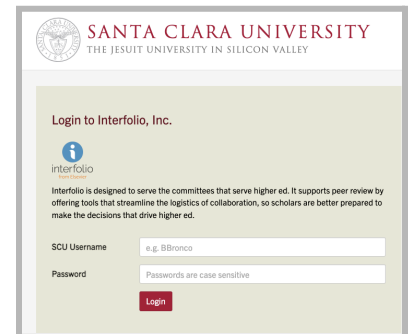 SANTA CLARA UNIVERSITY
THE JESUIT UNIVERSITY IN SILICON VALLEY
Login to Interfolio, Inc.
interfolio
from Elsevier
Interfolio is designed to serve the committees that serve higher ed. It supports peer review by
offering tools that streamline the logistics of collaboration, so scholars are better prepared to
make the decisions that drive higher ed.
SCU Username
e.g. BBronco
Password
Passwords are case sensitive
Login